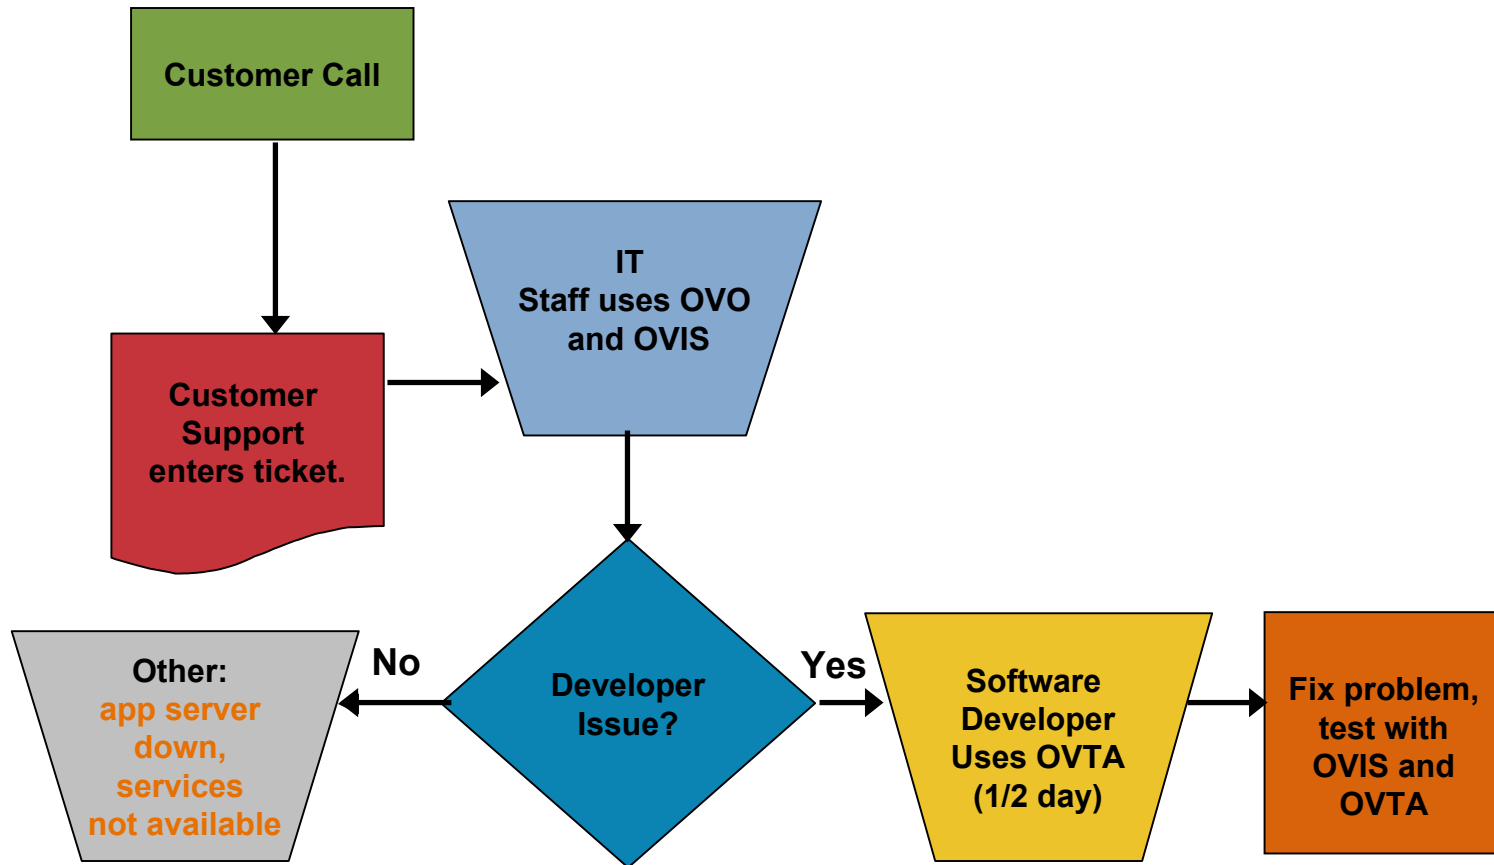 Customer Call
IT
Staff uses OVO
and OVIS
Customer
Support
enters ticket.
No
Yes
Other:
app server
down,
services
not available
Developer
Issue?
Software
Developer
Uses OVTA
(1/2 day)
Fix problem,
test with
OVIS and
OVTA